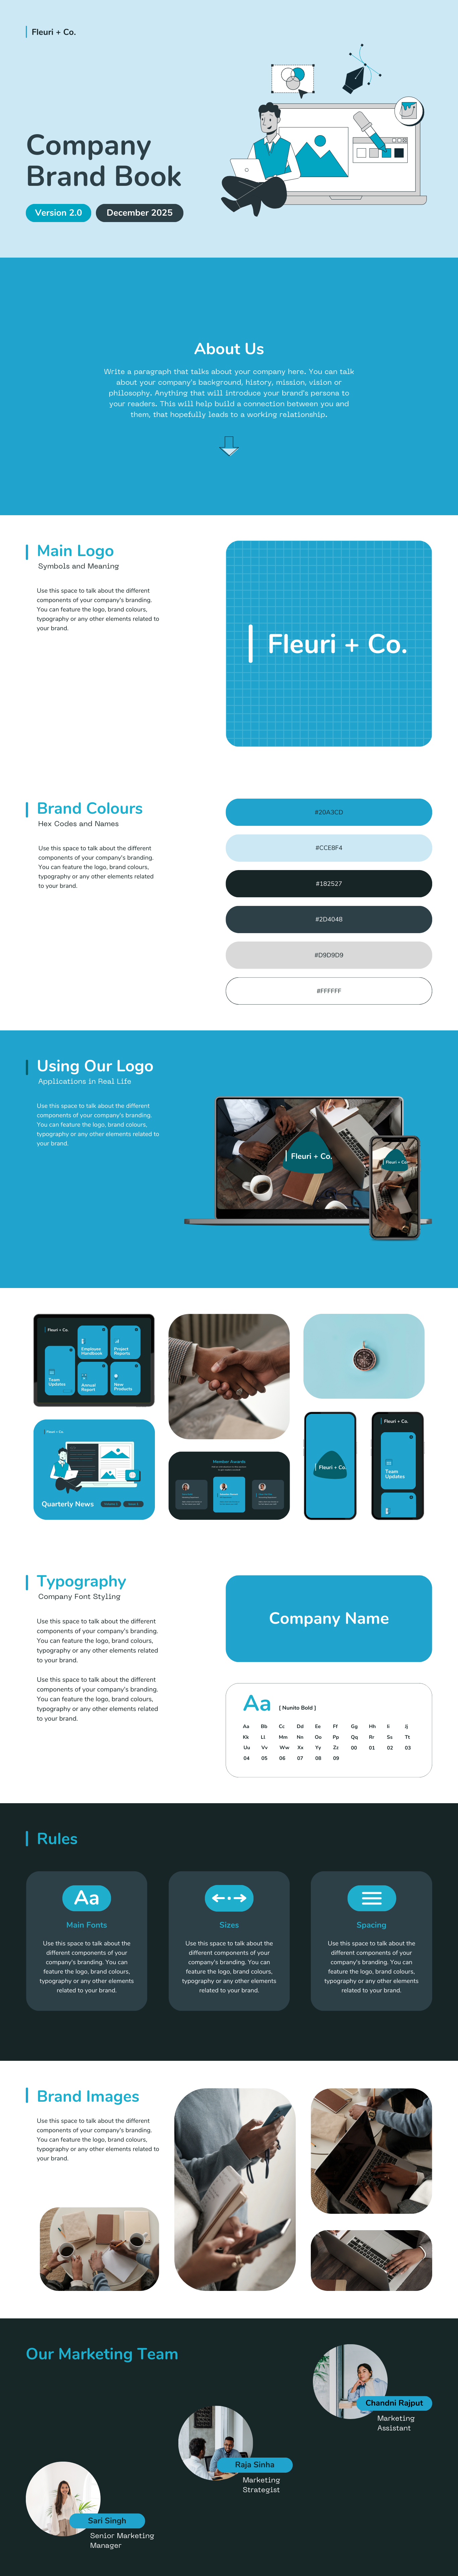 Fleuri + Co.
Company
Brand Book
Version 2.0
December 2025
About Us
Write a paragraph that talks about your company here. You can talk
about your company's background, history, mission, vision or
philosophy. Anything that will introduce your brand's persona to
your readers. This will help build a connection between you and
them, that hopefully leads to a working relationship.
Main Logo
Symbols and Meaning
Use this space to talk about the different
components of your company's branding.
You can feature the logo, brand colours,
typography or any other elements related to
your brand.
Fleuri + Co.
Brand Colours
Hex Codes and Names
Use this space to talk about the different
components of your company's branding.
You can feature the logo, brand colours,
typography or any other elements related
to your brand.
#20A3CD
#CCE8F4
#182527
#2D4048
#D9D9D9
#FFFFFF
Using Our Logo
Applications in Real Life
Use this space to talk about the different
components of your company's branding.
You can feature the logo, brand colours,
typography or any other elements related to
your brand.
Fleuri + Co.
Fleuri + Co.
Fleuri + Co.
Employee
Handbook
Project
Reports
Team
Updates
Annual
Report
New
Products
Fleuri + Co.
Quarterly News
Member Awards
Fleuri + Co.
Fleuri + Co.
Team
Updates
Typography
Company Font Styling
Use this space to talk about the different
components of your company's branding.
You can feature the logo, brand colours,
typography or any other elements related
to your brand.
Use this space to talk about the different
components of your company's branding.
You can feature the logo, brand colours,
typography or any other elements related
to your brand.
Company Name
Aa [ Nunito Bold ]
Aa Bb Cc Dd Ee Ff Gg Hh Ii Jj
Kk Ll Mm Nn Oo Pp Qq Rr Ss Tt
Uu Vv Ww Xx Yy Zz 00 01 02 03
04 05 06 07 08 09
Rules
Aa
Main Fonts
Use this space to talk about the
different components of your
company's branding. You can
feature the logo, brand colours,
typography or any other elements
related to your brand.
Sizes
Use this space to talk about the
different components of your
company's branding. You can
feature the logo, brand colours,
typography or any other elements
related to your brand.
Spacing
Use this space to talk about the
different components of your
company's branding. You can
feature the logo, brand colours,
typography or any other elements
related to your brand.
Brand Images
Use this space to talk about the different
components of your company's branding.
You can feature the logo, brand colours,
typography or any other elements related to
your brand.
Our Marketing Team
Chandni Rajput
Marketing
Assistant
Raja Sinha
Marketing
Strategist
Sari Singh
Senior Marketing
Manager